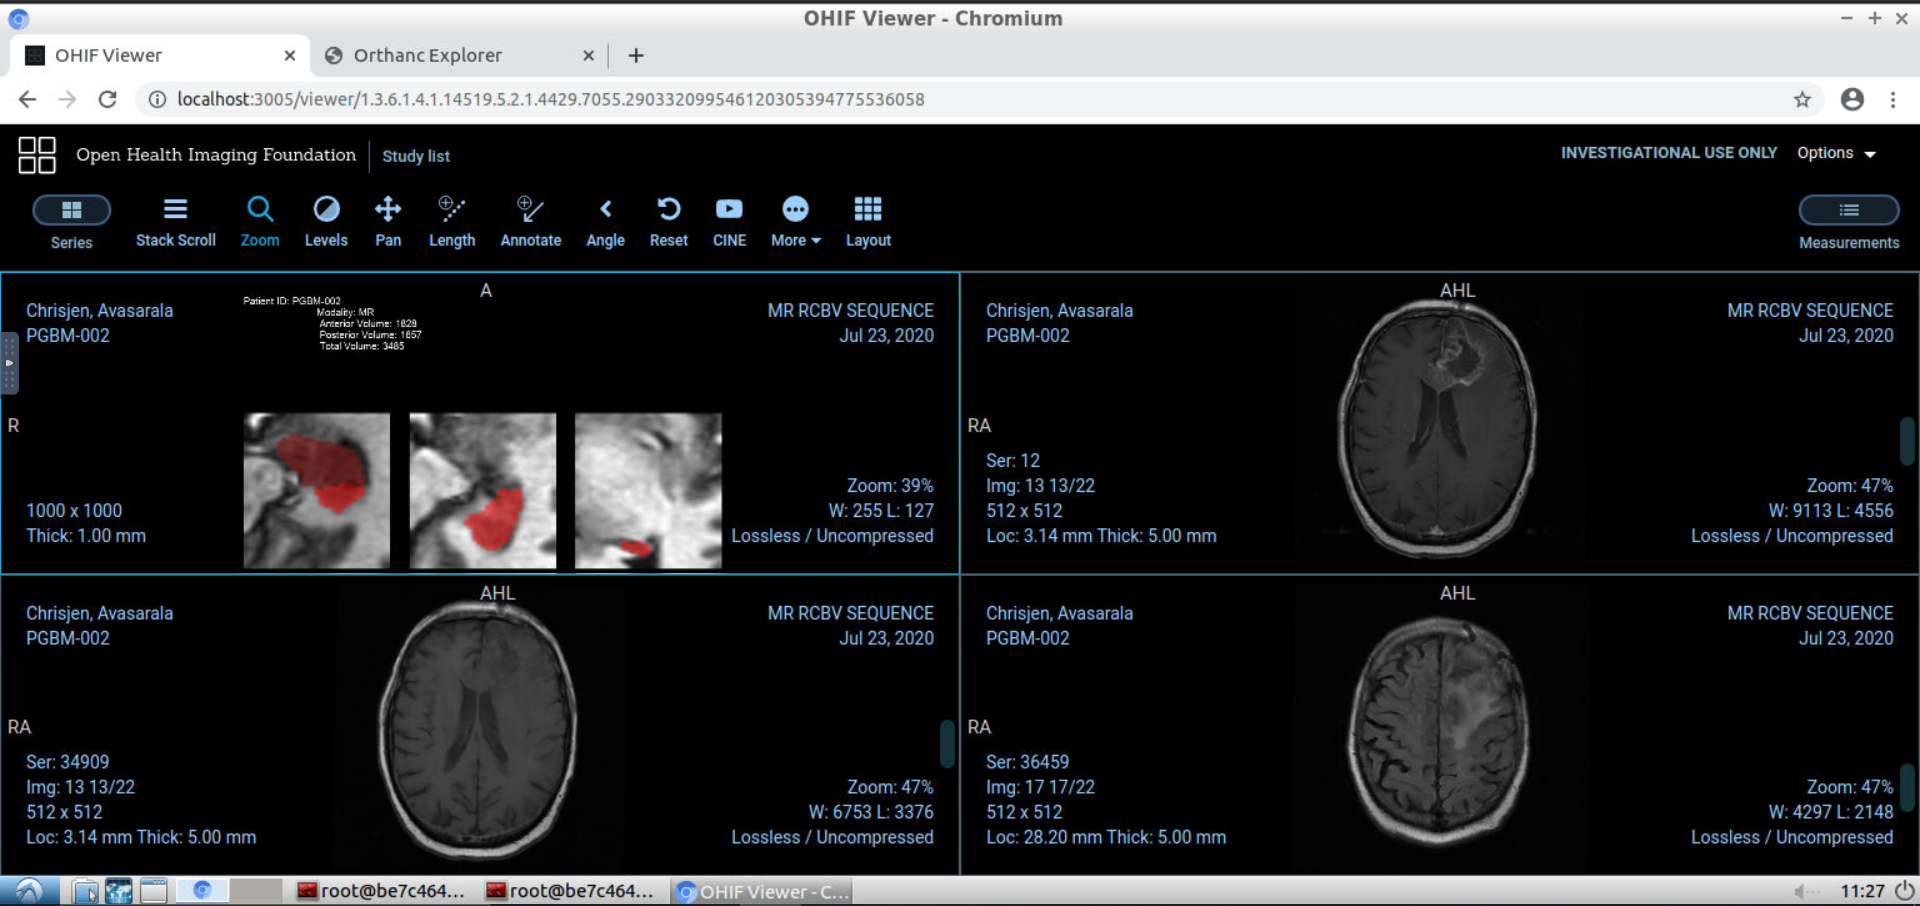 OHIF Viewer - Chromium
OHIF Viewer
Orthanc Explorer
localhost:3005/viewer/1.3.6.1.4.1.14519.5.2.1.4429.7055.290332099546120305394775536058
Open Health Imaging Foundation
Study list
INVESTIGATIONAL USE ONLY
Options
Series
Stack Scroll
Zoom
Levels
Pan
Length
Annotate
Angle
Reset
CINE
More
Layout
Measurements
Chrisjen, Avasarala
PGBM-002
Patient ID: PGBM-002
Modality: MR
Anterior Volume: 1628
Posterior Volume: 1857
Total Volume: 3485
A
MR RCBV SEQUENCE
Jul 23, 2020
R
1000 x 1000
Thick: 1.00 mm
Zoom: 39%
W: 255 L: 127
Lossless / Uncompressed
Chrisjen, Avasarala
PGBM-002
AHL
MR RCBV SEQUENCE
Jul 23, 2020
RA
Ser: 12
Img: 13 13/22
512 x 512
Loc: 3.14 mm Thick: 5.00 mm
Zoom: 47%
W: 9113 L: 4556
Lossless / Uncompressed
Chrisjen, Avasarala
PGBM-002
AHL
MR RCBV SEQUENCE
Jul 23, 2020
RA
Ser: 34909
Img: 13 13/22
512 x 512
Loc: 3.14 mm Thick: 5.00 mm
Zoom: 47%
W: 6753 L: 3376
Lossless / Uncompressed
Chrisjen, Avasarala
PGBM-002
AHL
MR RCBV SEQUENCE
Jul 23, 2020
RA
Ser: 36459
Img: 17 17/22
512 x 512
Loc: 28.20 mm Thick: 5.00 mm
Zoom: 47%
W: 4297 L: 2148
Lossless / Uncompressed
root@be7c464...
root@be7c464...
OHIF Viewer - C...
11:27